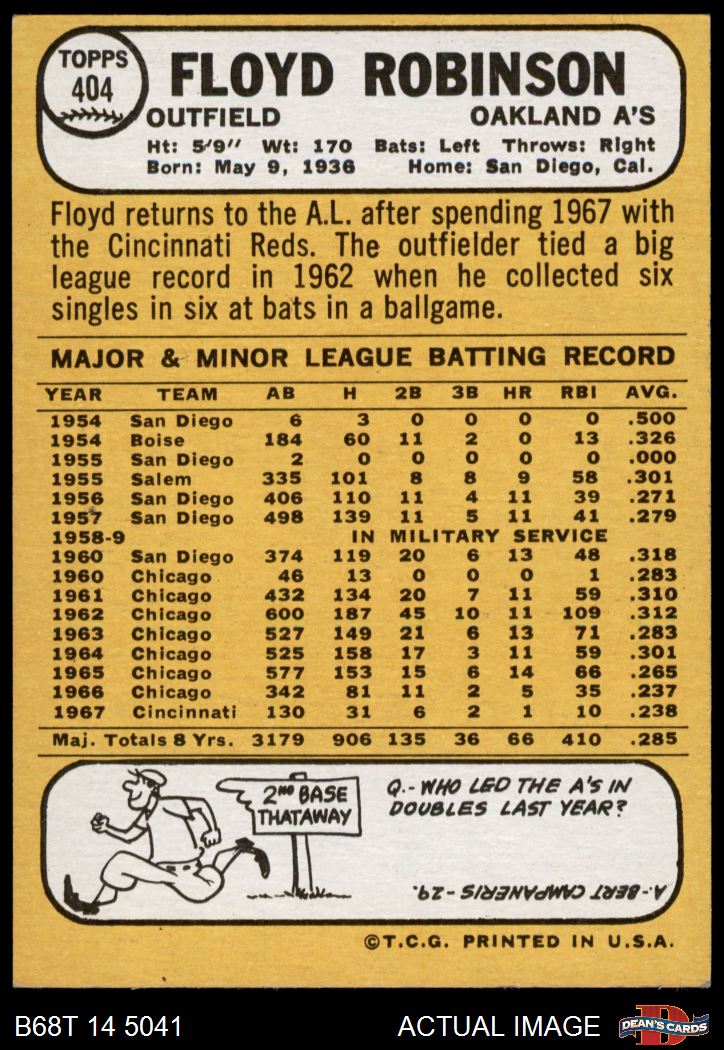 TOPPS
404
FLOYD ROBINSON
OUTFIELD OAKLAND A'S
Ht: 5'9" Wt: 170 Bats: Left Throws: Right
Born: May 9, 1936 Home: San Diego, Cal.
Floyd returns to the A.L. after spending 1967 with
the Cincinnati Reds. The outfielder tied a big
league record in 1962 when he collected six
singles in six at bats in a ballgame.
MAJOR & MINOR LEAGUE BATTING RECORD
YEAR TEAM AB H 2B 3B HR RBI AVG.
1954 San Diego 6 3 0 0 0 0 .500
1954 Boise 184 60 11 2 0 13 .326
1955 San Diego 2 0 0 0 0 0 .000
1955 Salem 335 101 8 8 9 58 .301
1956 San Diego 406 110 11 4 11 39 .271
1957 San Diego 498 139 11 5 11 41 .279
1958-9 IN MILITARY SERVICE
1960 San Diego 374 119 20 6 13 48 .318
1960 Chicago 46 13 0 0 0 1 .283
1961 Chicago 432 134 20 7 11 59 .310
1962 Chicago 600 187 45 10 11 109 .312
1963 Chicago 527 149 21 6 13 71 .283
1964 Chicago 525 158 17 3 11 59 .301
1965 Chicago 577 153 15 6 14 66 .265
1966 Chicago 342 81 11 2 5 35 .237
1967 Cincinnati 130 31 6 2 1 10 .238
Maj. Totals 8 Yrs. 3179 906 135 36 66 410 .285
2ND BASE
THATAWAY
Q.- WHO LED THE A'S IN
DOUBLES LAST YEAR?
A.- BERT CAMPANERIS - 29.
©T.C.G. PRINTED IN U.S.A.
B68T 14 5041 ACTUAL IMAGE D DEAN'S CARDS